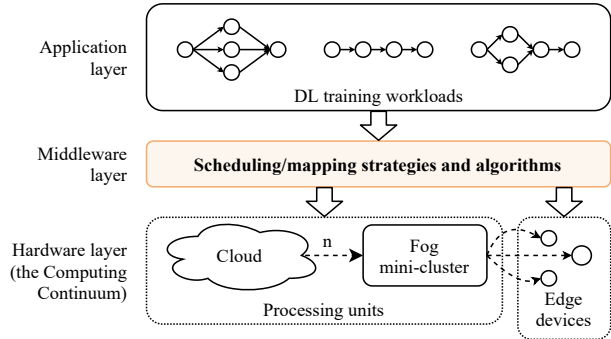 Application
layer
DL training workloads
Middleware
layer
Scheduling/mapping strategies and algorithms
Hardware layer
(the Computing
Continuum)
Cloud
n
Fog
mini-cluster
Processing units
Edge
devices